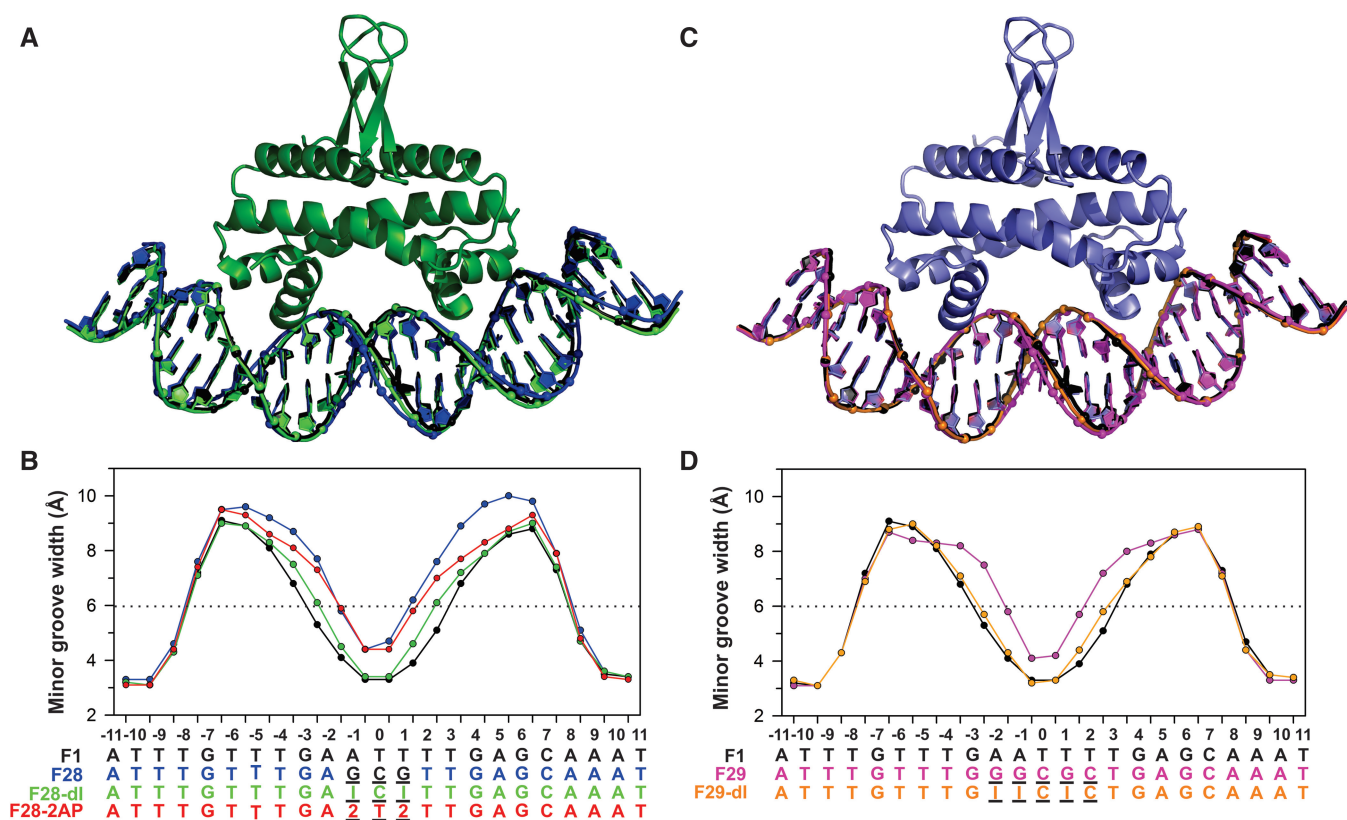 A
C
B
Minor groove width (Å)
10
8
6
4
2
-11 -10 -9 -8 -7 -6 -5 -4 -3 -2 -1 0 1 2 3 4 5 6 7 8 9 10 11
F1 A T T T G T T T G A A T T T T G A G C A A A T
F28 A T T T G T T T G A G C G T T G A G C A A A T
F28-dI A T T T G T T T G A I C I T T G A G C A A A T
F28-2AP A T T T G T T T G A 2 T 2 T T G A G C A A A T
D
Minor groove width (Å)
10
8
6
4
2
-11 -10 -9 -8 -7 -6 -5 -4 -3 -2 -1 0 1 2 3 4 5 6 7 8 9 10 11
F1 A T T T G T T T G A A T T T T G A G C A A A T
F29 A T T T G T T T G G G C G C T G A G C A A A T
F29-dI A T T T G T T T G I I C I C T G A G C A A A T